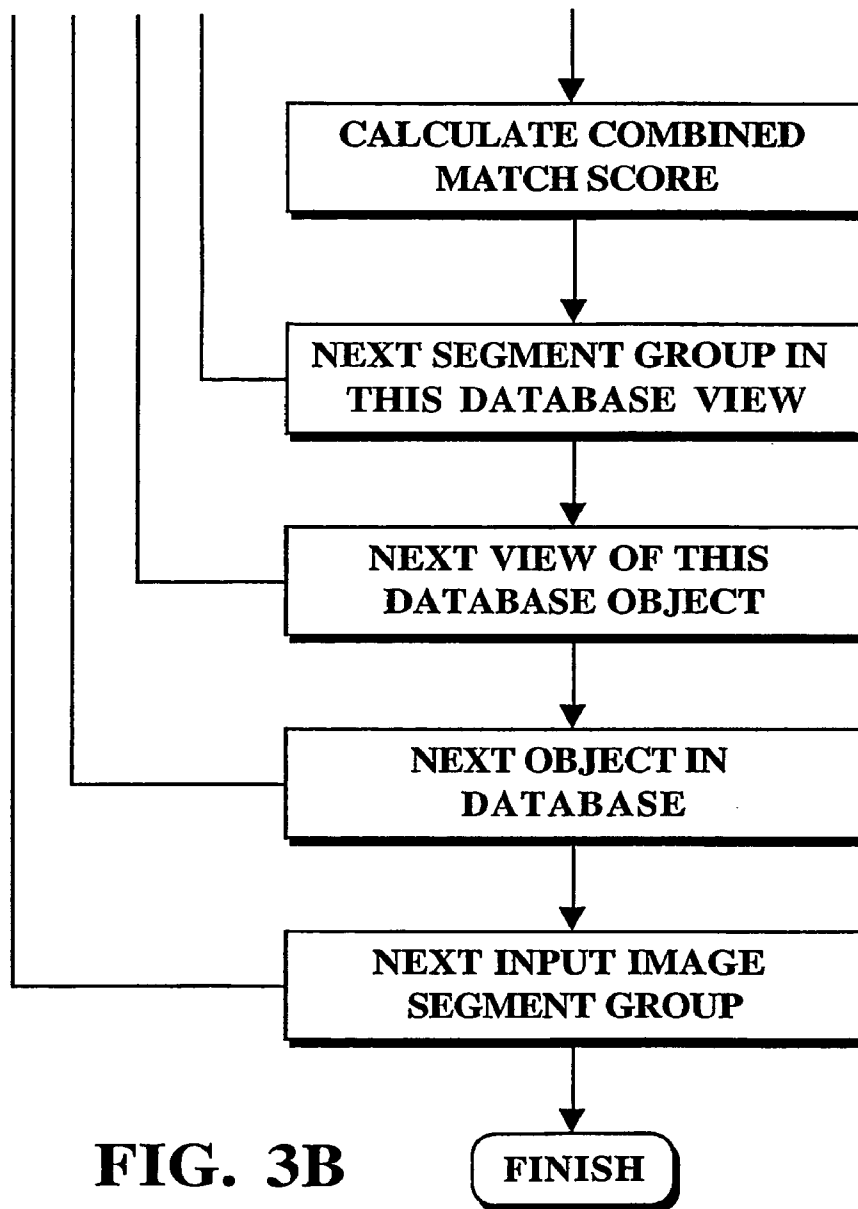 CALCULATE COMBINED
MATCH SCORE
NEXT SEGMENT GROUP IN
THIS DATABASE VIEW
NEXT VIEW OF THIS
DATABASE OBJECT
NEXT OBJECT IN
DATABASE
NEXT INPUT IMAGE
SEGMENT GROUP
FINISH
FIG. 3B